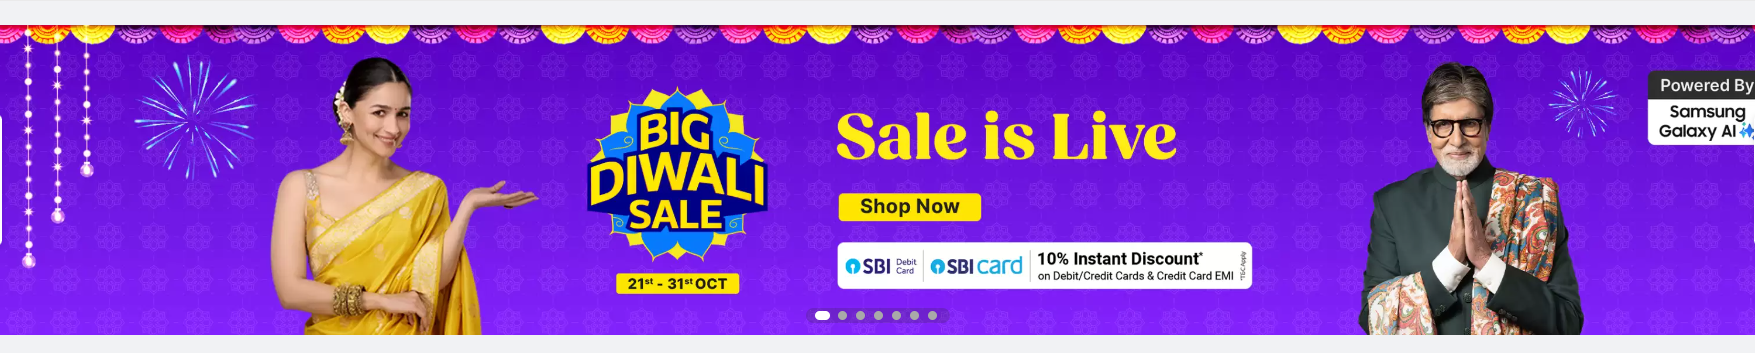 BIG
DIWALI
SALE
21st - 31st OCT
Sale is Live
Shop Now
SBI Debit Card SBI card 10% Instant Discount*
on Debit/Credit Cards & Credit Card EMI
*T&C Apply
Powered By
Samsung
Galaxy AI